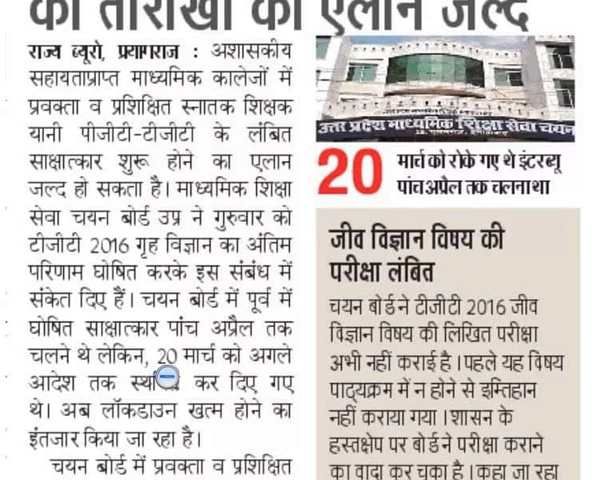 की तारीखों का एलान जल्द
राज्य ब्यूरो, प्रयागराज : अशासकीय
सहायताप्राप्त माध्यमिक कालेजों में
प्रवक्ता व प्रशिक्षित स्नातक शिक्षक
यानी पीजीटी-टीजीटी के लंबित
साक्षात्कार शुरू होने का एलान
जल्द हो सकता है। माध्यमिक शिक्षा
सेवा चयन बोर्ड उप्र ने गुरुवार को
टीजीटी 2016 गृह विज्ञान का अंतिम
परिणाम घोषित करके इस संबंध में
संकेत दिए हैं। चयन बोर्ड में पूर्व में
घोषित साक्षात्कार पांच अप्रैल तक
चलने थे लेकिन, 20 मार्च को अगले
आदेश तक कर दिए गए
थे। अब लॉकडाउन खत्म होने का
इंतजार किया जा रहा है।
चयन बोर्ड में प्रवक्ता व प्रशिक्षित
उत्तर प्रदेश माध्यमिक शिक्षा सेवा चयन
20 मार्च को रोके गए थे इंटरव्यू
पांच अप्रैल तक चलना था
जीव विज्ञान विषय की
परीक्षा लंबित
चयन बोर्ड ने टीजीटी 2016 जीव
विज्ञान विषय की लिखित परीक्षा
अभी नहीं कराई है। पहले यह विषय
पाठ्यक्रम में न होने से इम्तिहान
नहीं कराया गया। शासन के
हस्तक्षेप पर बोर्ड ने परीक्षा कराने
का वादा कर चुका है। कहा जा रहा